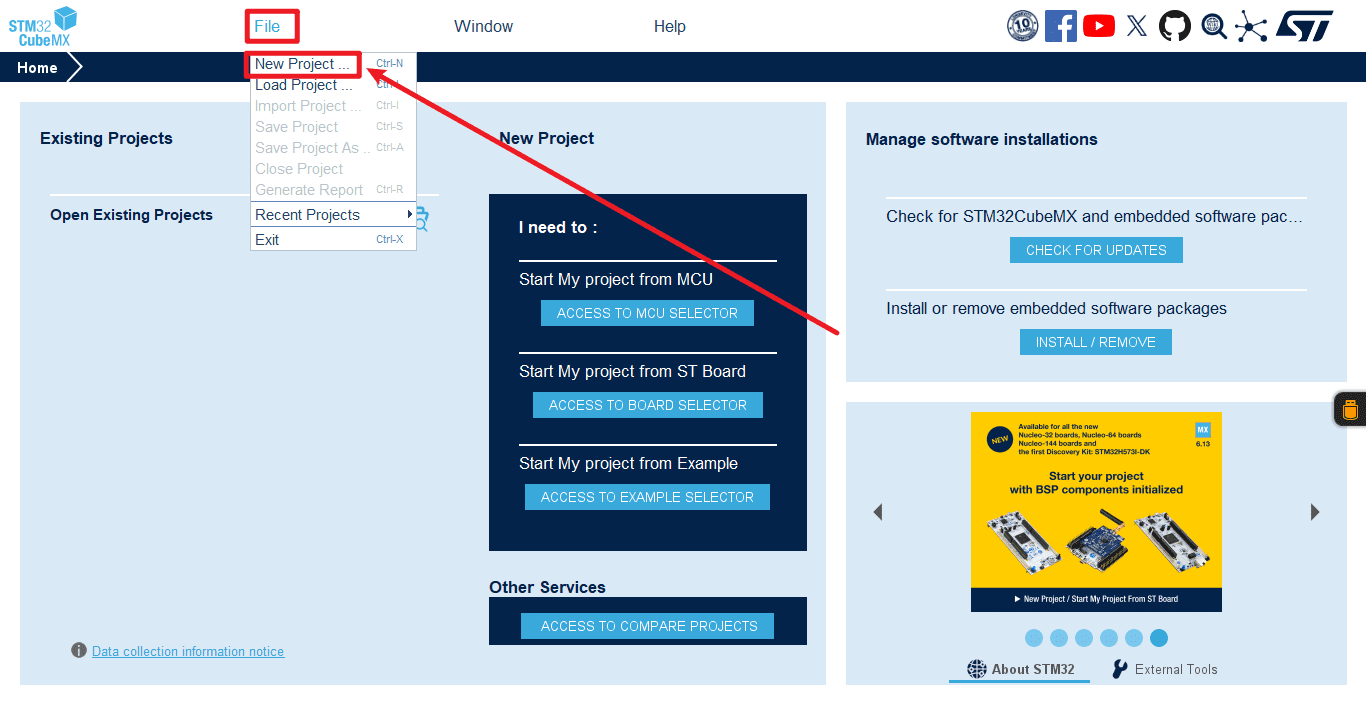 STM32
CubeMX
File
Window
Help
10
Home
New Project ... Ctrl-N
Load Project ...
Import Project ... Ctrl-I
Save Project Ctrl-S
Save Project As .. Ctrl-A
Close Project
Generate Report Ctrl-R
Recent Projects
Exit Ctrl-X
Existing Projects
Open Existing Projects
Data collection information notice
New Project
I need to :
Start My project from MCU
ACCESS TO MCU SELECTOR
Start My project from ST Board
ACCESS TO BOARD SELECTOR
Start My project from Example
ACCESS TO EXAMPLE SELECTOR
Other Services
ACCESS TO COMPARE PROJECTS
Manage software installations
Check for STM32CubeMX and embedded software pac...
CHECK FOR UPDATES
Install or remove embedded software packages
INSTALL / REMOVE
NEW
Available for all the new
Nucleo-32 boards, Nucleo-64 boards
Nucleo-144 boards and
the first Discovery Kit: STM32H573I-DK
MX
6.13
Start your project
with BSP components initialized
New Project / Start My Project From ST Board
About STM32
External Tools